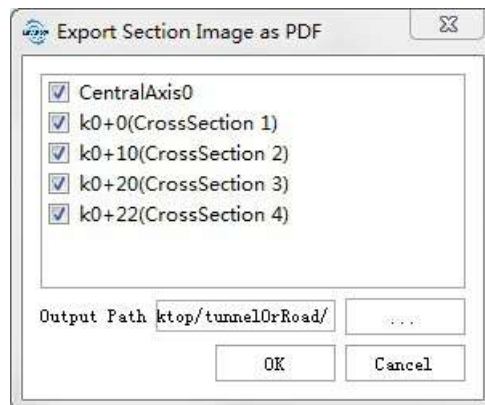 Export Section Image as PDF
CentralAxis0
k0+0(CrossSection 1)
k0+10(CrossSection 2)
k0+20(CrossSection 3)
k0+22(CrossSection 4)
Output Path ktop/tunnelOrRoad/ ...
OK Cancel